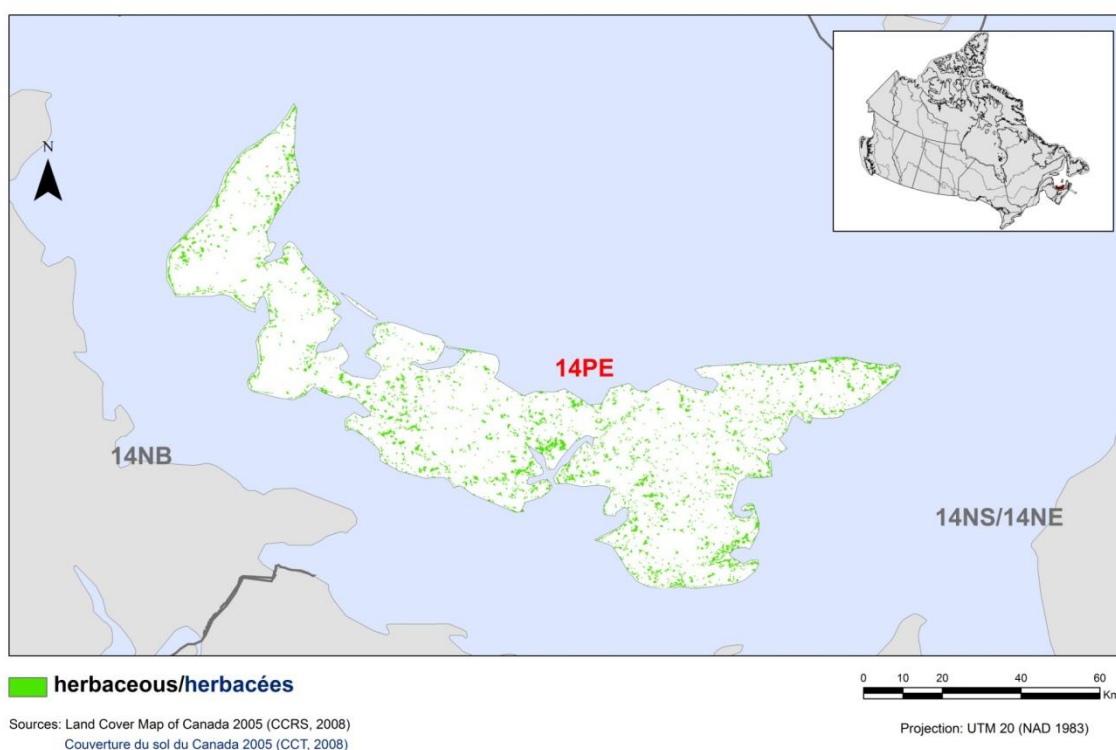 N
14PE
14NB
14NS/14NE
herbaceous/herbacées
0 10 20 40 60
Km
Sources: Land Cover Map of Canada 2005 (CCRS, 2008)
Couverture du sol du Canada 2005 (CCT, 2008)
Projection: UTM 20 (NAD 1983)